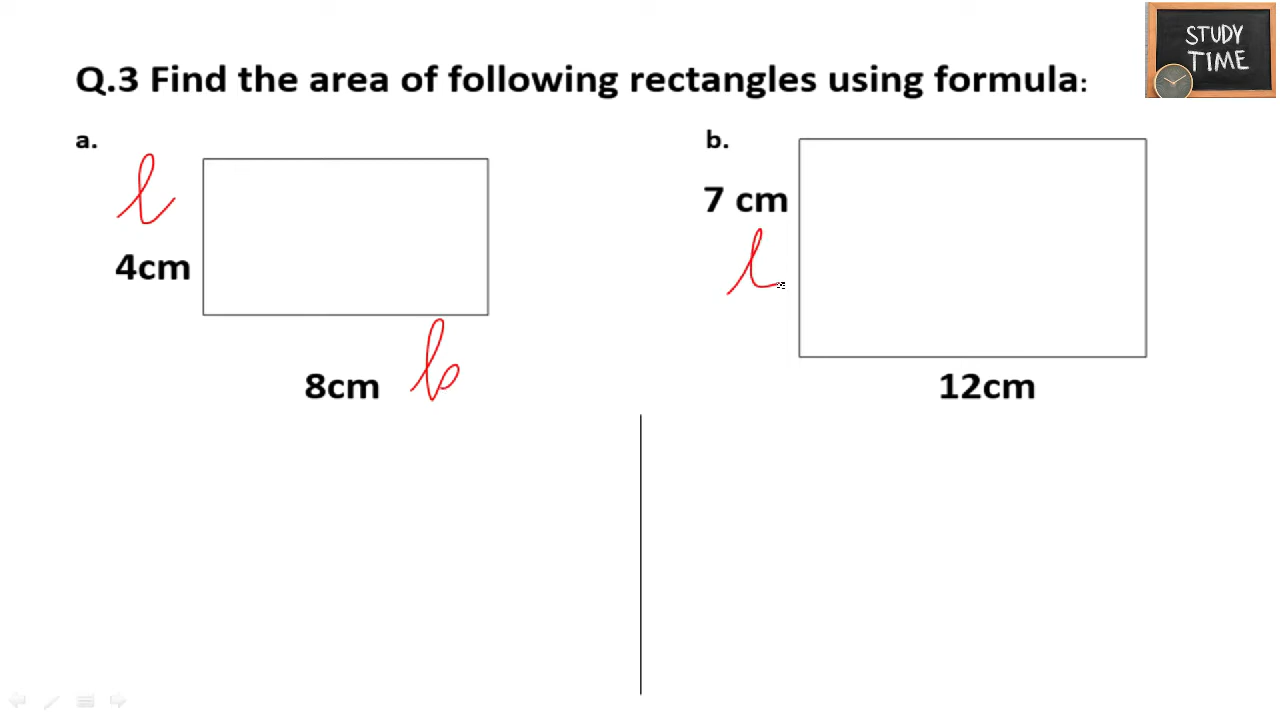 STUDY
TIME
Q.3 Find the area of following rectangles using formula:
a.
l
4cm
8cm b
b.
7 cm
l
12cm